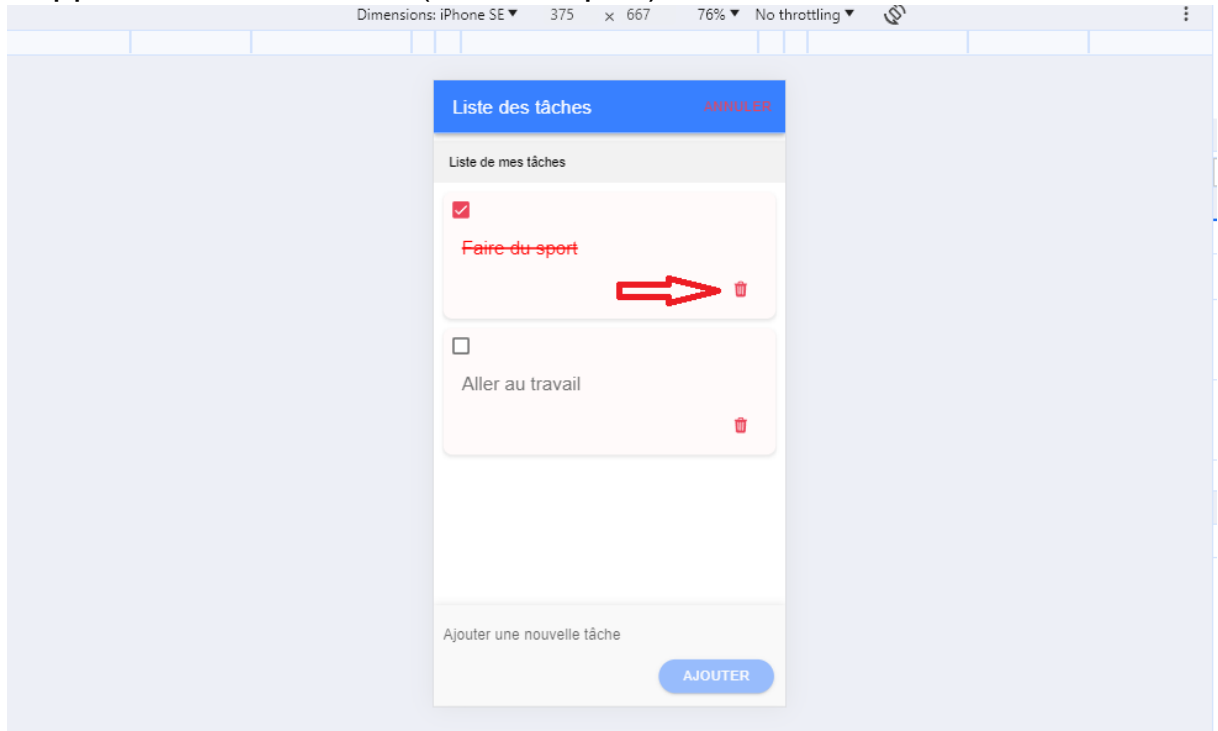 Dimensions: iPhone SE ▼ 375 × 667 76% ▼ No throttling ▼
Liste des tâches ANNULER
Liste de mes tâches
Faire du sport
Aller au travail
Ajouter une nouvelle tâche
AJOUTER